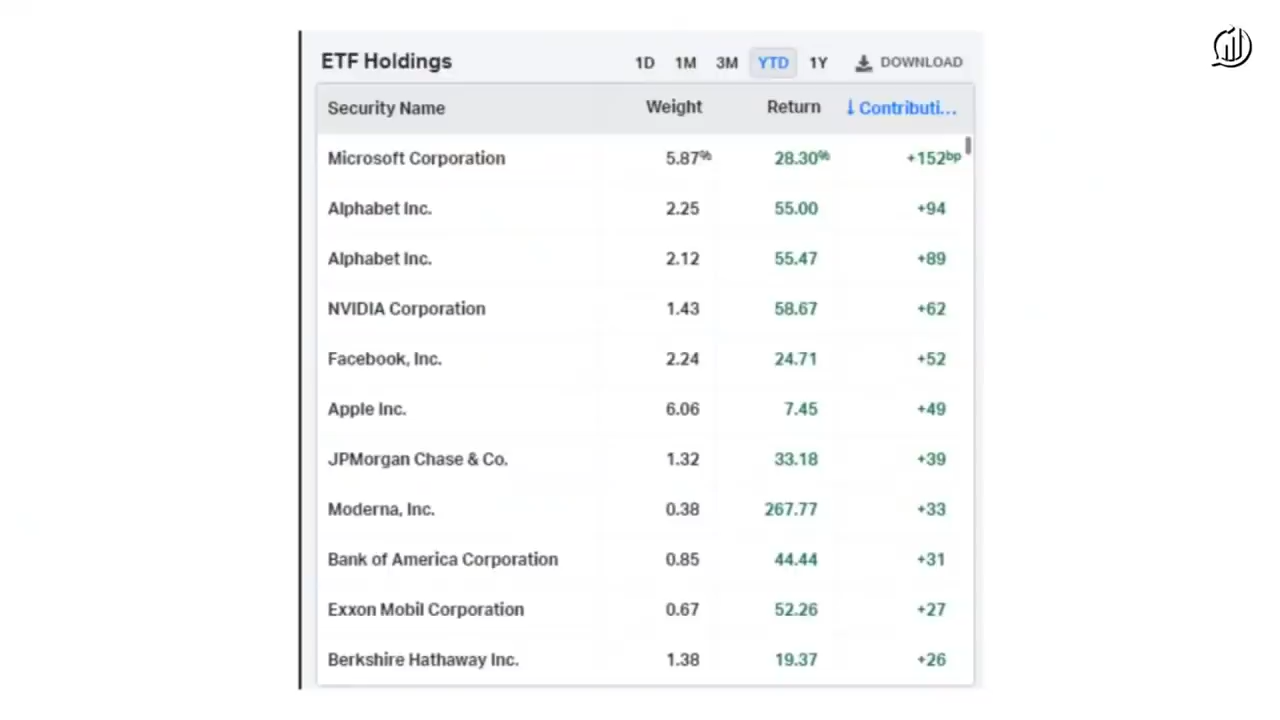 ETF Holdings 1D 1M 3M YTD 1Y DOWNLOAD
Security Name Weight Return ↓ Contributi...
Microsoft Corporation 5.87% 28.30% +152bp
Alphabet Inc. 2.25 55.00 +94
Alphabet Inc. 2.12 55.47 +89
NVIDIA Corporation 1.43 58.67 +62
Facebook, Inc. 2.24 24.71 +52
Apple Inc. 6.06 7.45 +49
JPMorgan Chase & Co. 1.32 33.18 +39
Moderna, Inc. 0.38 267.77 +33
Bank of America Corporation 0.85 44.44 +31
Exxon Mobil Corporation 0.67 52.26 +27
Berkshire Hathaway Inc. 1.38 19.37 +26